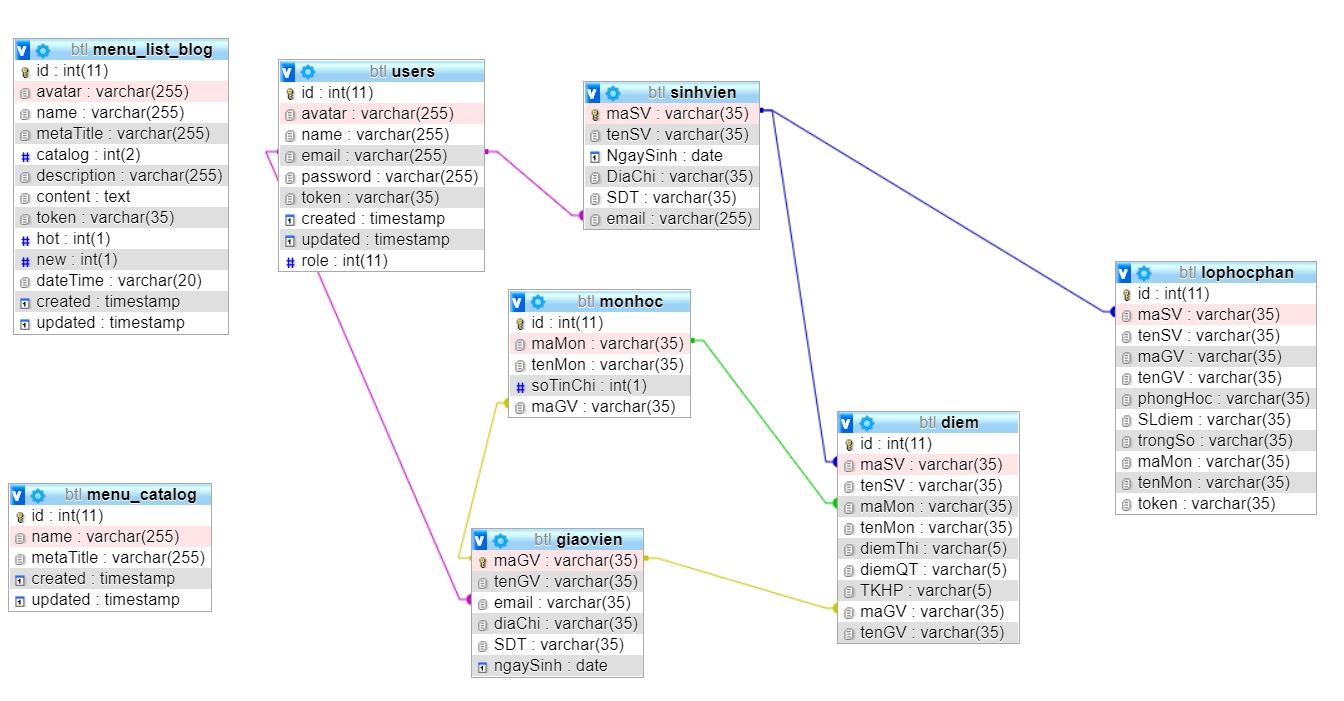 btl menu_list_blog
id : int(11)
avatar : varchar(255)
name : varchar(255)
metaTitle : varchar(255)
# catalog : int(2)
description : varchar(255)
content : text
token : varchar(35)
# hot : int(1)
# new : int(1)
dateTime : varchar(20)
created : timestamp
updated : timestamp
btl users
id : int(11)
avatar : varchar(255)
name : varchar(255)
email : varchar(255)
password : varchar(255)
token : varchar(35)
created : timestamp
updated : timestamp
# role : int(11)
btl sinhvien
maSV : varchar(35)
tenSV : varchar(35)
NgaySinh : date
DiaChi : varchar(35)
SDT : varchar(35)
email : varchar(255)
btl monhoc
id : int(11)
maMon : varchar(35)
tenMon : varchar(35)
# soTinChi : int(1)
maGV : varchar(35)
btl lophocphan
id : int(11)
maSV : varchar(35)
tenSV : varchar(35)
maGV : varchar(35)
tenGV : varchar(35)
phongHoc : varchar(35)
SLdiem : varchar(35)
trongSo : varchar(35)
maMon : varchar(35)
tenMon : varchar(35)
token : varchar(35)
btl diem
id : int(11)
maSV : varchar(35)
tenSV : varchar(35)
maMon : varchar(35)
tenMon : varchar(35)
diemThi : varchar(5)
diemQT : varchar(5)
TKHP : varchar(5)
maGV : varchar(35)
tenGV : varchar(35)
btl menu_catalog
id : int(11)
name : varchar(255)
metaTitle : varchar(255)
created : timestamp
updated : timestamp
btl giaovien
maGV : varchar(35)
tenGV : varchar(35)
email : varchar(35)
diaChi : varchar(35)
SDT : varchar(35)
ngaySinh : date